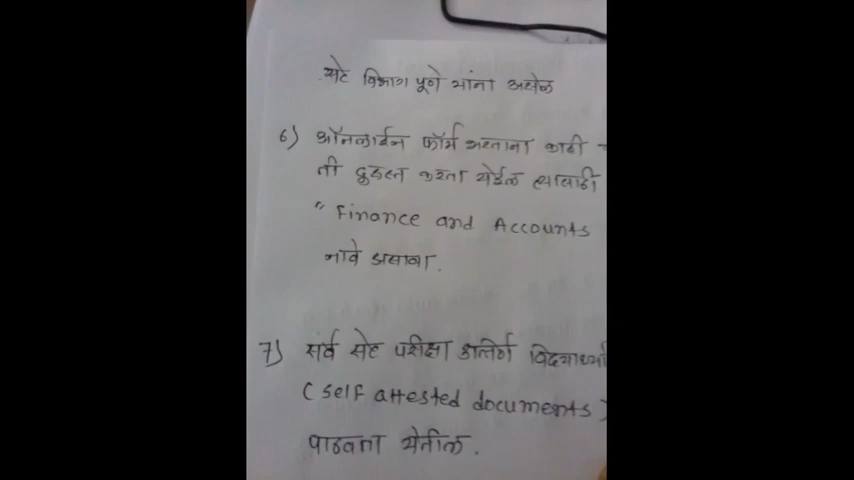 सेट विभाग पूणे यांना असेल
6) ऑनलाईन फॉर्म भरताना काही
ती दुरुस्त करता येईल त्यासाठी
" Finance and Accounts
नावे असावा.
7) सर्व सेट परीक्षा उत्तिर्ण विद्यार्थ्या
(self attested documents)
पाठवता येतील.